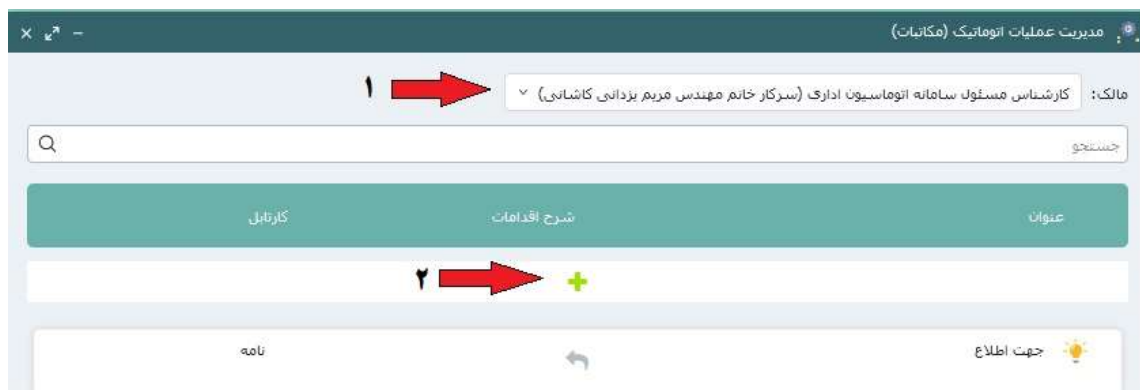 مدیریت عملیات اتوماتیک (مکاتبات)
مالک: کارشناس مسئول سامانه اتوماسیون اداری (سرکار خانم مهندس مریم یزدانی کاشانی) ۱
جستجو
عنوان شرح اقدامات کارتابل
۲
جهت اطلاع نامه